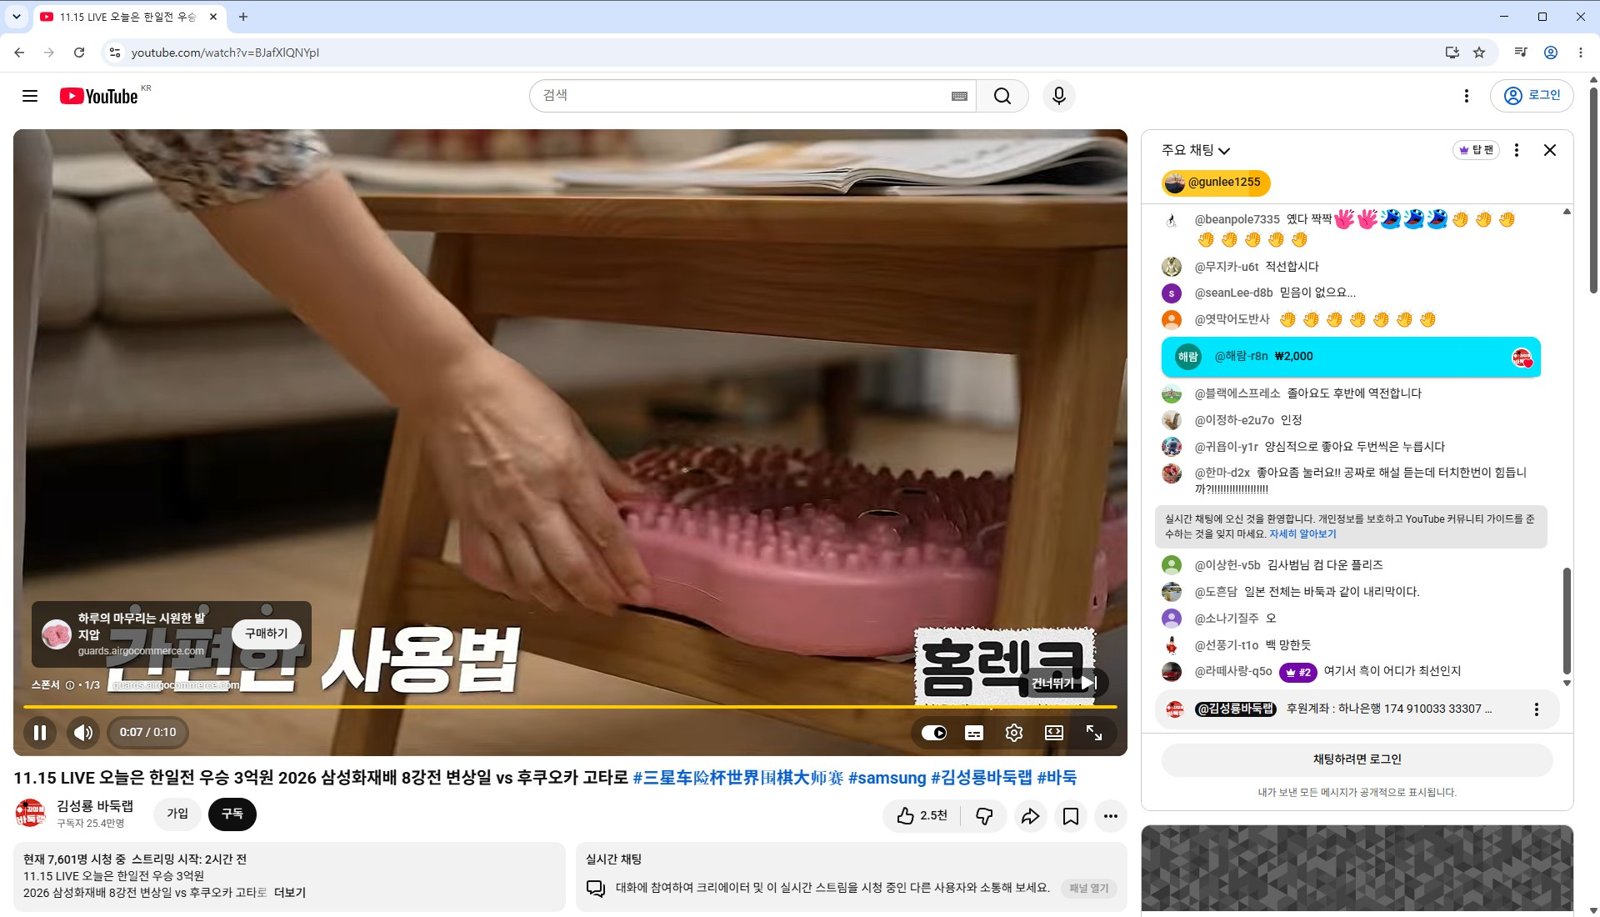 11.15 LIVE 오늘은 한일전 우승
youtube.com/watch?v=BJafXlQNYpI
YouTube KR
검색
로그인
간편한 사용법
홈렉코
하루의 마무리는 시원한 발
지압
guards.airgocommerce.com
구매하기
스폰서 · 1/3 guards.airgocommerce.com
건너뛰기
0:07 / 0:10
11.15 LIVE 오늘은 한일전 우승 3억원 2026 삼성화재배 8강전 변상일 vs 후쿠오카 고타로 #三星车险杯世界围棋大师赛 #samsung #김성룡바둑랩 #바둑
김성룡 바둑랩
구독자 25.4만명
가입
구독
2.5천
현재 7,601명 시청 중 스트리밍 시작: 2시간 전
11.15 LIVE 오늘은 한일전 우승 3억원
2026 삼성화재배 8강전 변상일 vs 후쿠오카 고타로 더보기
실시간 채팅
대화에 참여하여 크리에이터 및 이 실시간 스트림을 시청 중인 다른 사용자와 소통해 보세요.
패널 열기
주요 채팅
탑 팬
@gunlee1255
@beanpole7335 옜다 짝짝
@무지카-u6t 적선합시다
@seanLee-d8b 믿음이 없으요...
@엿막어도반사
해람 @해람-r8n ₩2,000
@블랙에스프레소 졸아요도 후반에 역전합니다
@이정하-e2u7o 인정
@귀욥이-y1r 양심적으로 좋아요 두번씩은 누릅시다
@한마-d2x 좋아요좀 눌러요!! 공짜로 해설 듣는데 터치한번이 힘듭니
까?!!!!!!!!!!!!!!!!!!!
실시간 채팅에 오신 것을 환영합니다. 개인정보를 보호하고 YouTube 커뮤니티 가이드를 준
수하는 것을 잊지 마세요. 자세히 알아보기
@이상헌-v5b 김사범님 컴 다운 플리즈
@도흔담 일본 전체는 바둑과 같이 내리막이다.
@소나기질주 오
@선풍기-t1o 백 망한듯
@라떼사랑-q5o #2 여기서 흑이 어디가 최선인지
@김성룡바둑랩 후원계좌 : 하나은행 174 910033 33307 ...
채팅하려면 로그인
내가 보낸 모든 메시지가 공개적으로 표시됩니다.